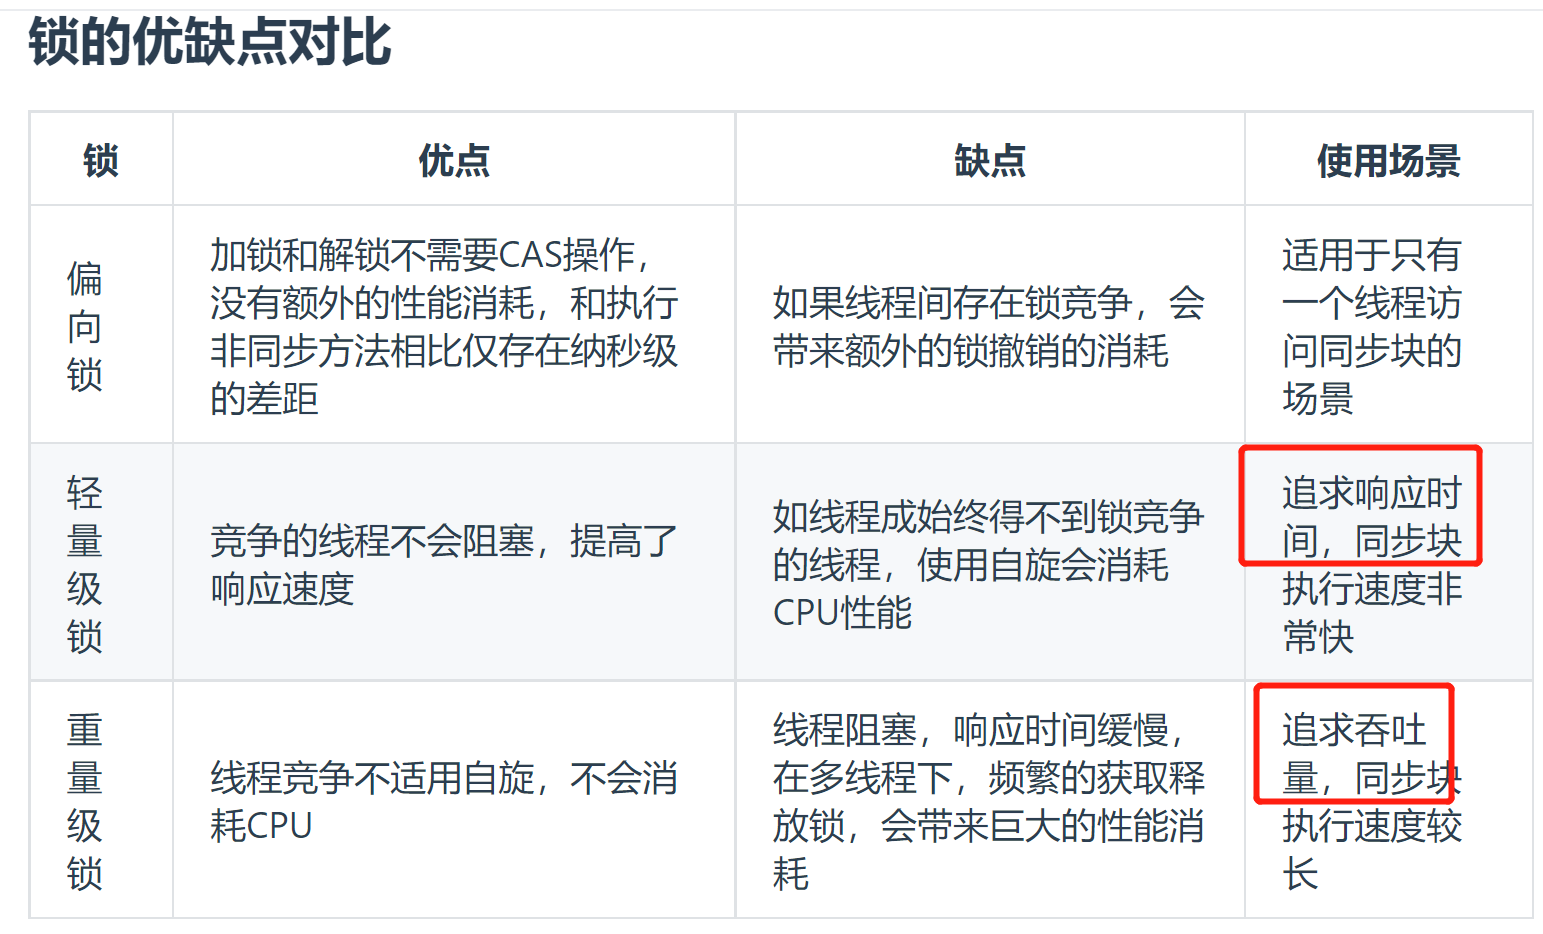 锁的优缺点对比
锁
优点
缺点
使用场景
偏
向
锁
加锁和解锁不需要CAS操作，
没有额外的性能消耗，和执行
非同步方法相比仅存在纳秒级
的差距
如果线程间存在锁竞争，会
带来额外的锁撤销的消耗
适用于只有
一个线程访
问同步块的
场景
轻
量
级
锁
竞争的线程不会阻塞，提高了
响应速度
如线程成始终得不到锁竞争
的线程，使用自旋会消耗
CPU性能
追求响应时
间，同步块
执行速度非
常快
重
量
级
锁
线程竞争不适用自旋，不会消
耗CPU
线程阻塞，响应时间缓慢，
在多线程下，频繁的获取释
放锁，会带来巨大的性能消
耗
追求吞吐
量，同步块
执行速度较
长